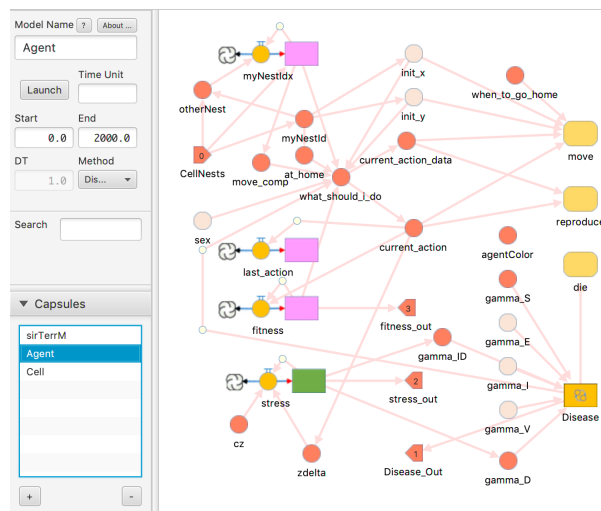 Model Name ? About ...
Agent
Launch
Time Unit
Start
End
0.0
2000.0
DT
Method
1.0
Dis...
Search
Capsules
sirTerrM
Agent
Cell
+
-
myNestIdx
init_x
when_to_go_home
otherNest
init_y
myNestId
move
0
CellNests
current_action_data
at_home
move_comp
what_should_i_do
reproduce
sex
current_action
agentColor
last_action
die
gamma_S
3
fitness
fitness_out
gamma_E
gamma_ID
2
gamma_I
stress
stress_out
Disease
gamma_V
cz
1
zdelta
Disease_Out
gamma_D